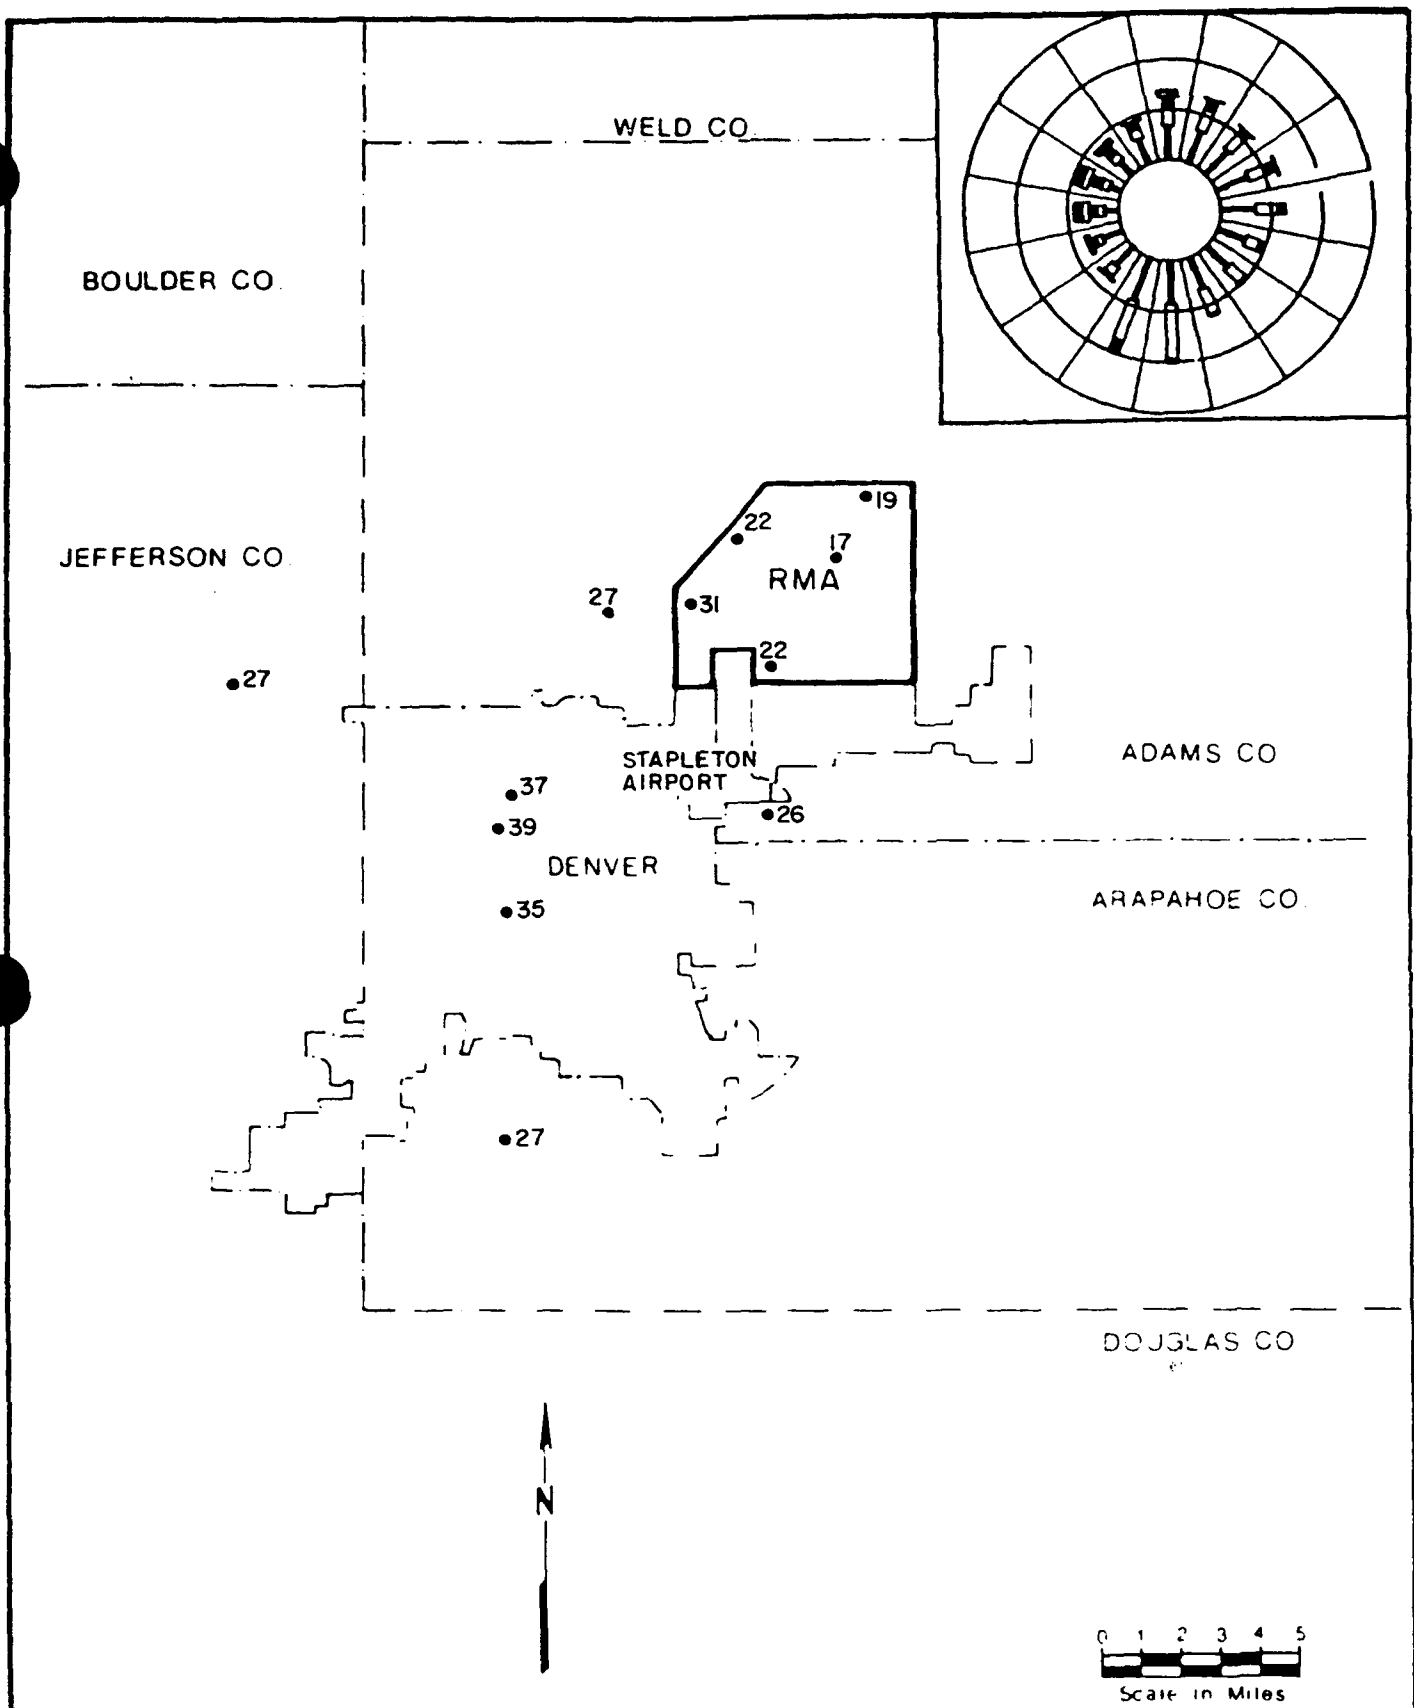 WELD CO.
BOULDER CO.
19
22
17
JEFFERSON CO.
RMA
27
31
22
27
STAPLETON
AIRPORT
ADAMS CO
37
26
39
DENVER
ARAPAHOE CO.
35
27
DOUGLAS CO
N
0 1 2 3 4 5
Scale in Miles